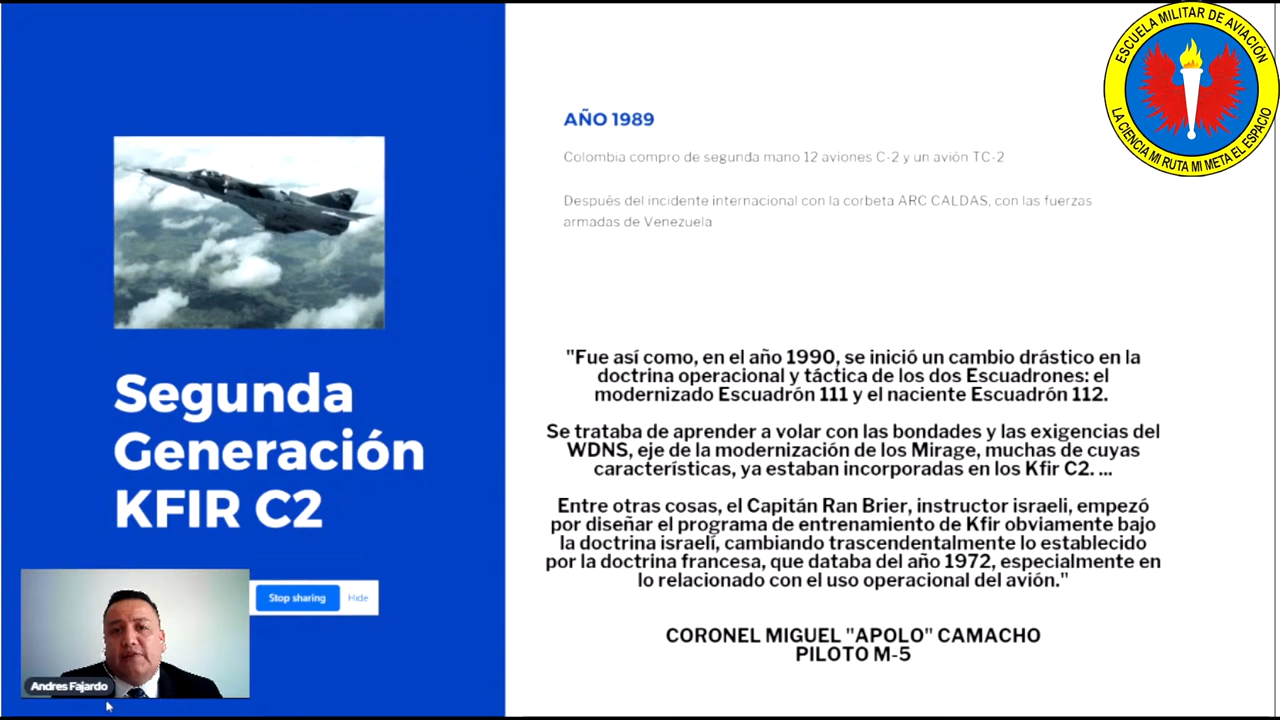 ESCUELA MILITAR DE AVIACIÓN
LA CIENCIA MI RUTA MI META EL ESPACIO
AÑO 1989
Colombia compro de segunda mano 12 aviones C-2 y un avión TC-2
Después del incidente internacional con la corbeta ARC CALDAS, con las fuerzas
armadas de Venezuela
Segunda
Generación
KFIR C2
"Fue así como, en el año 1990, se inició un cambio drástico en la
doctrina operacional y táctica de los dos Escuadrones: el
modernizado Escuadrón 111 y el naciente Escuadrón 112.
Se trataba de aprender a volar con las bondades y las exigencias del
WDNS, eje de la modernización de los Mirage, muchas de cuyas
características, ya estaban incorporadas en los Kfir C2. ...
Entre otras cosas, el Capitán Ran Brier, instructor israeli, empezó
por diseñar el programa de entrenamiento de Kfir obviamente bajo
la doctrina israelí, cambiando trascendentalmente lo establecido
por la doctrina francesa, que databa del año 1972, especialmente en
lo relacionado con el uso operacional del avión."
CORONEL MIGUEL "APOLO" CAMACHO
PILOTO M-5
Stop sharing
Hide
Andres Fajardo